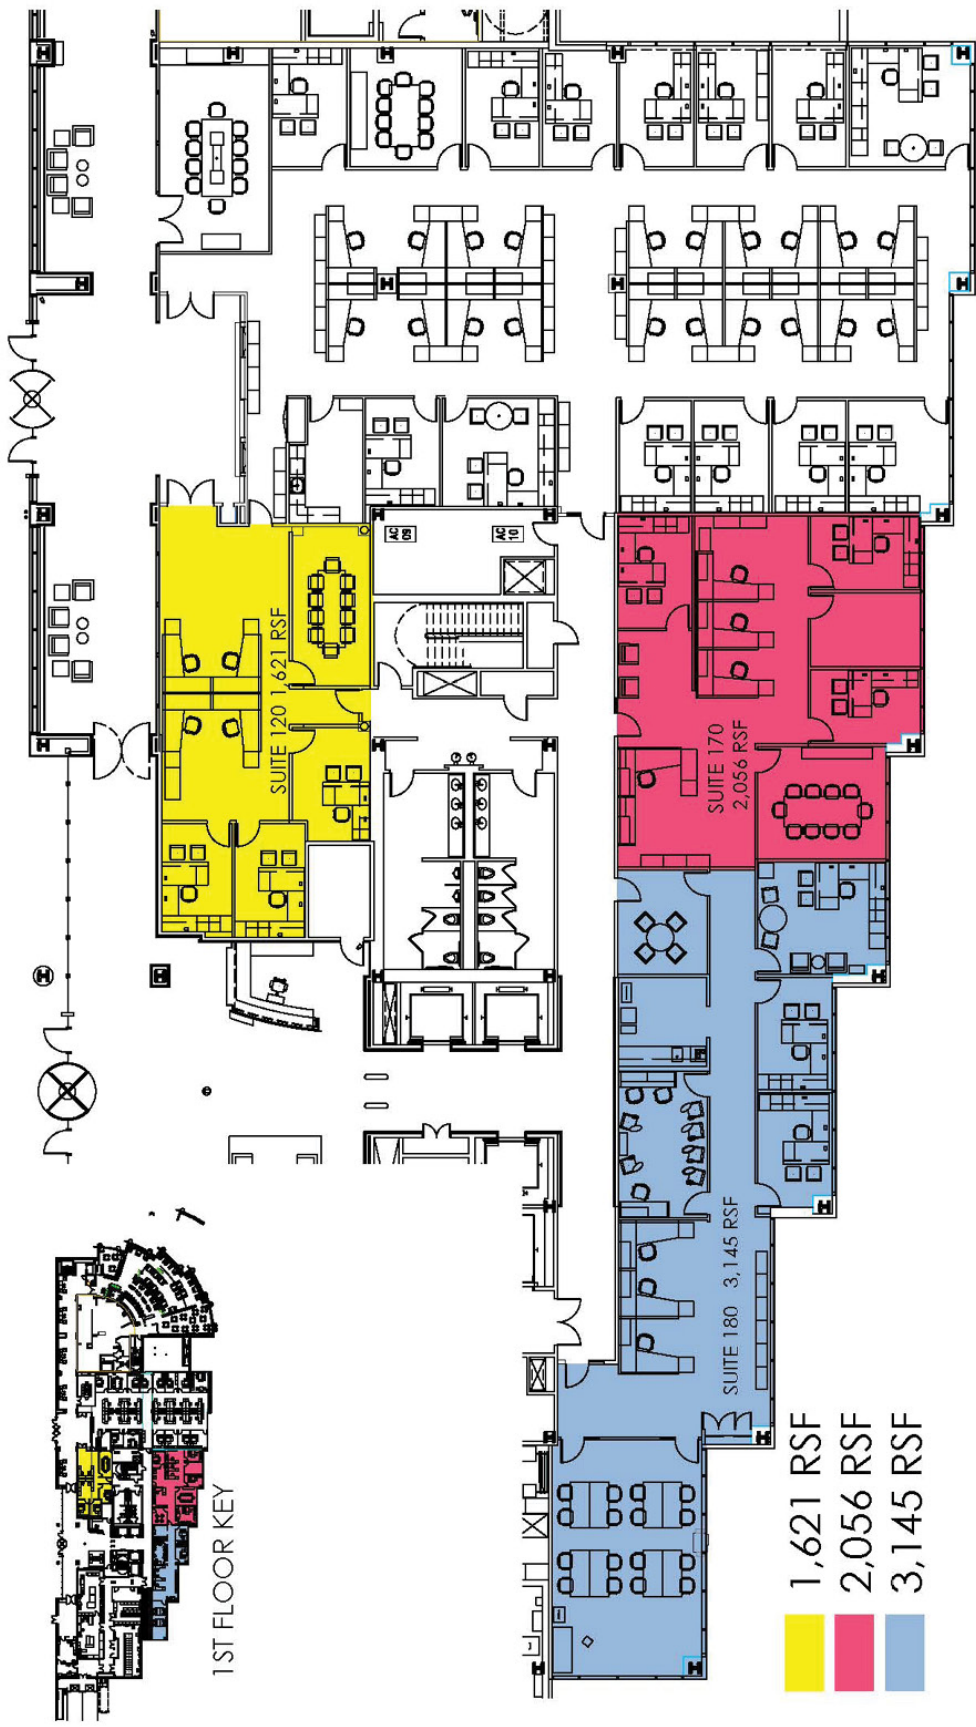 AC
09
AC
10
SUITE 120 1,621 RSF
SUITE 170
2,056 RSF
SUITE 180 3,145 RSF
1ST FLOOR KEY
1,621 RSF
2,056 RSF
3,145 RSF